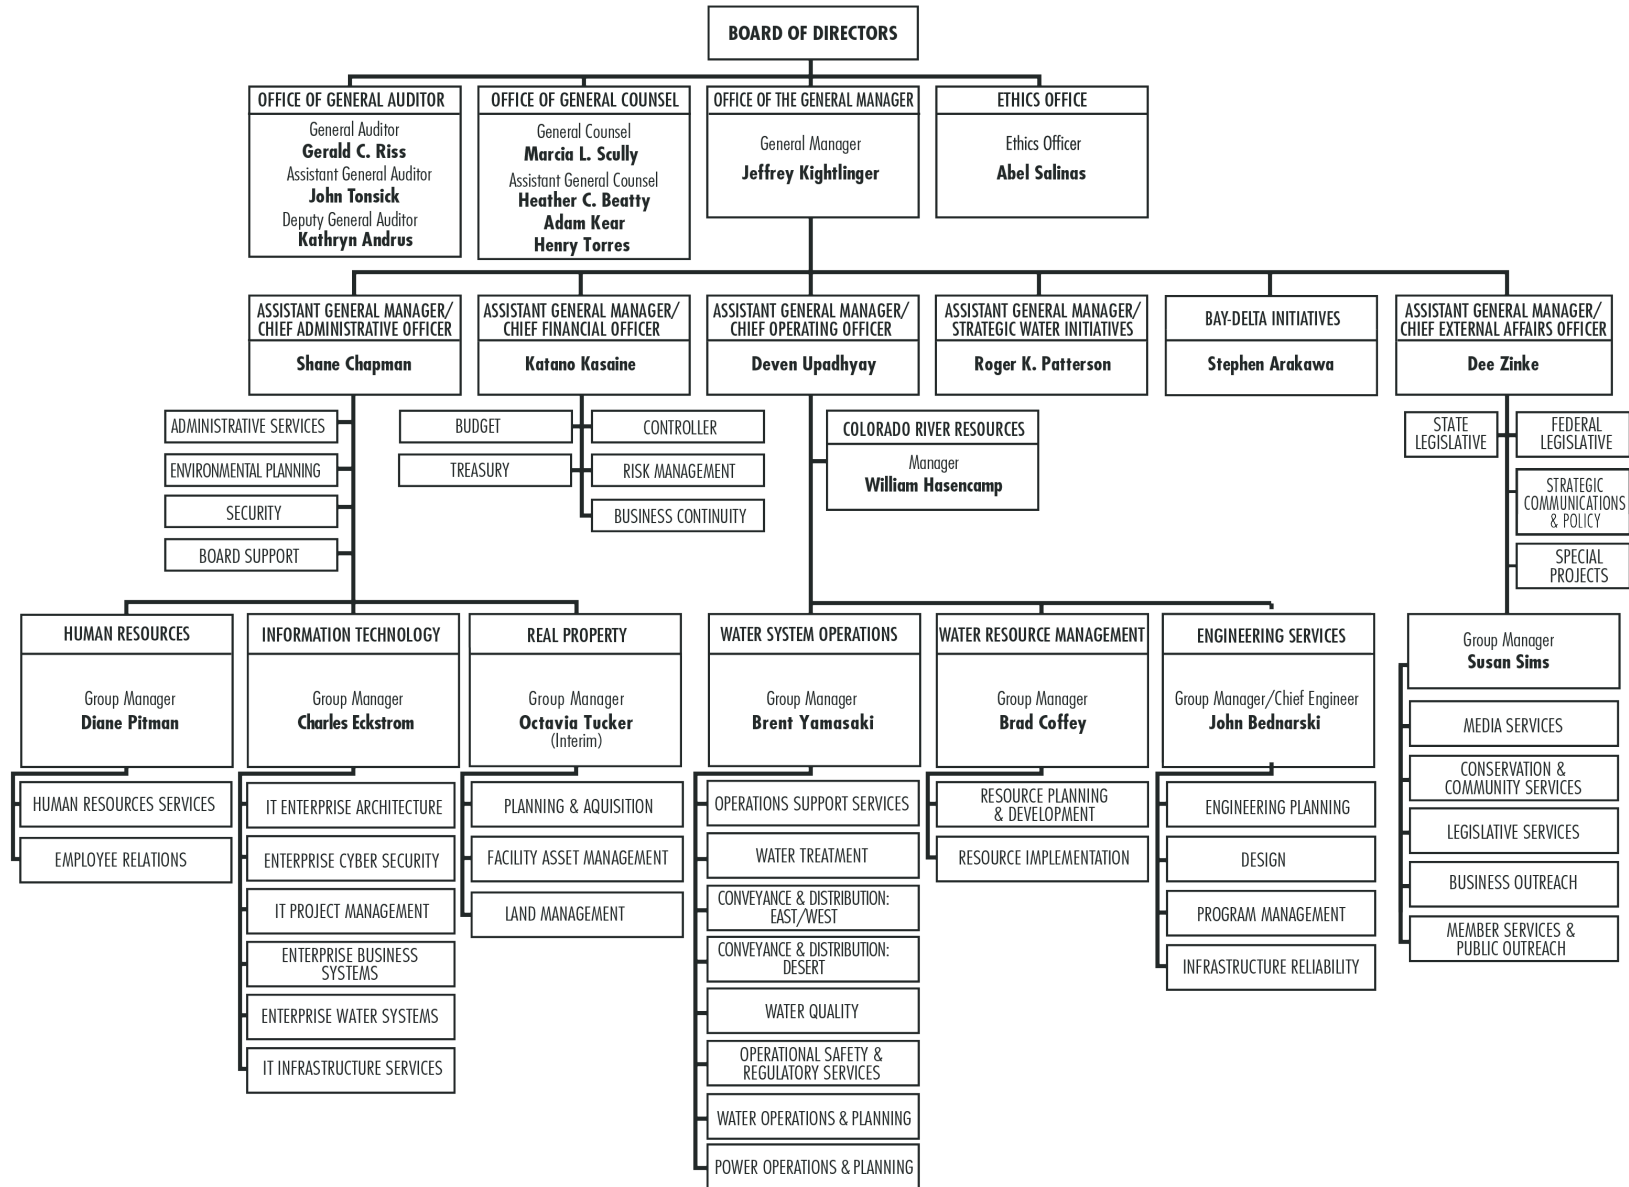 BOARD OF DIRECTORS
OFFICE OF GENERAL AUDITOR
General Auditor
Gerald C. Riss
Assistant General Auditor
John Tonsick
Deputy General Auditor
Kathryn Andrus
OFFICE OF GENERAL COUNSEL
General Counsel
Marcia L. Scully
Assistant General Counsel
Heather C. Beatty
Adam Kear
Henry Torres
OFFICE OF THE GENERAL MANAGER
General Manager
Jeffrey Kightlinger
ETHICS OFFICE
Ethics Officer
Abel Salinas
ASSISTANT GENERAL MANAGER/
CHIEF ADMINISTRATIVE OFFICER
Shane Chapman
ASSISTANT GENERAL MANAGER/
CHIEF FINANCIAL OFFICER
Katano Kasaine
ASSISTANT GENERAL MANAGER/
CHIEF OPERATING OFFICER
Deven Upadhyay
ASSISTANT GENERAL MANAGER/
STRATEGIC WATER INITIATIVES
Roger K. Patterson
BAY-DELTA INITIATIVES
Stephen Arakawa
ASSISTANT GENERAL MANAGER/
CHIEF EXTERNAL AFFAIRS OFFICER
Dee Zinke
ADMINISTRATIVE SERVICES
ENVIRONMENTAL PLANNING
SECURITY
BOARD SUPPORT
BUDGET
TREASURY
CONTROLLER
RISK MANAGEMENT
BUSINESS CONTINUITY
COLORADO RIVER RESOURCES
Manager
William Hasencamp
STATE
LEGISLATIVE
FEDERAL
LEGISLATIVE
STRATEGIC
COMMUNICATIONS
& POLICY
SPECIAL
PROJECTS
HUMAN RESOURCES
Group Manager
Diane Pitman
HUMAN RESOURCES SERVICES
EMPLOYEE RELATIONS
INFORMATION TECHNOLOGY
Group Manager
Charles Eckstrom
IT ENTERPRISE ARCHITECTURE
ENTERPRISE CYBER SECURITY
IT PROJECT MANAGEMENT
ENTERPRISE BUSINESS
SYSTEMS
ENTERPRISE WATER SYSTEMS
IT INFRASTRUCTURE SERVICES
REAL PROPERTY
Group Manager
Octavia Tucker
(Interim)
PLANNING & AQUISITION
FACILITY ASSET MANAGEMENT
LAND MANAGEMENT
WATER SYSTEM OPERATIONS
Group Manager
Brent Yamasaki
OPERATIONS SUPPORT SERVICES
WATER TREATMENT
CONVEYANCE & DISTRIBUTION:
EAST/WEST
CONVEYANCE & DISTRIBUTION:
DESERT
WATER QUALITY
OPERATIONAL SAFETY &
REGULATORY SERVICES
WATER OPERATIONS & PLANNING
POWER OPERATIONS & PLANNING
WATER RESOURCE MANAGEMENT
Group Manager
Brad Coffey
RESOURCE PLANNING
& DEVELOPMENT
RESOURCE IMPLEMENTATION
ENGINEERING SERVICES
Group Manager/Chief Engineer
John Bednarski
ENGINEERING PLANNING
DESIGN
PROGRAM MANAGEMENT
INFRASTRUCTURE RELIABILITY
Group Manager
Susan Sims
MEDIA SERVICES
CONSERVATION &
COMMUNITY SERVICES
LEGISLATIVE SERVICES
BUSINESS OUTREACH
MEMBER SERVICES &
PUBLIC OUTREACH